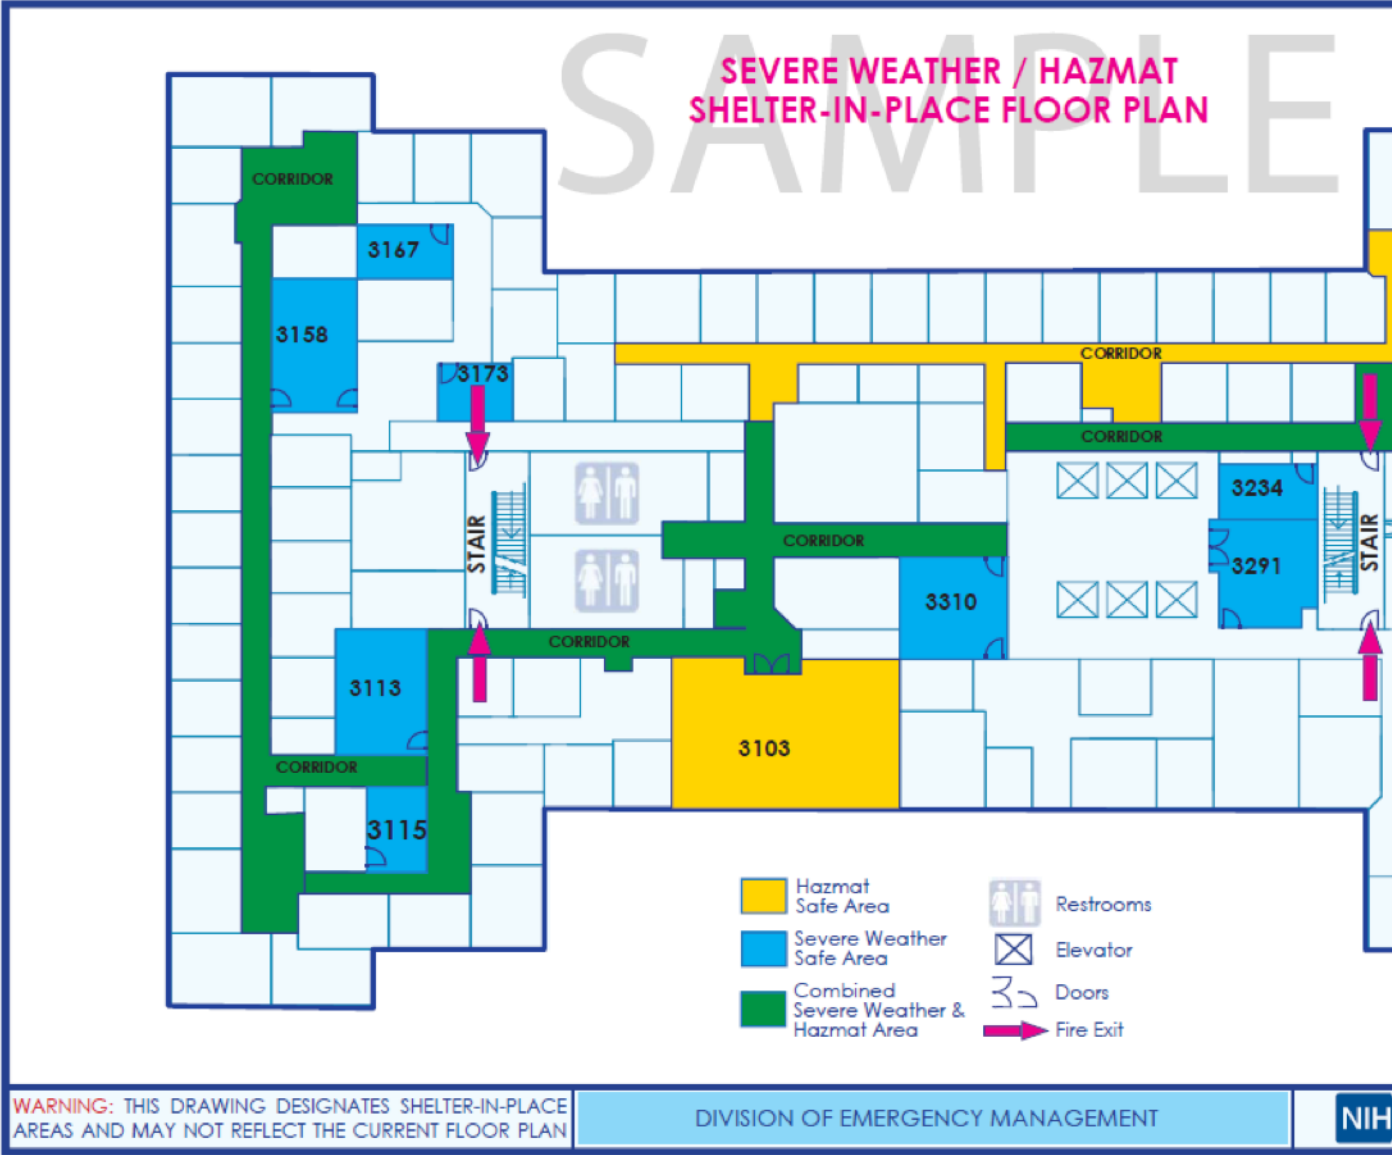 SAMPLE
SEVERE WEATHER / HAZMAT
SHELTER-IN-PLACE FLOOR PLAN
CORRIDOR
3167
3158
3173
CORRIDOR
CORRIDOR
3234
STAIR
STAIR
CORRIDOR
3291
3310
CORRIDOR
3113
3103
CORRIDOR
3115
Hazmat
Safe Area
Severe Weather
Safe Area
Combined
Severe Weather &
Hazmat Area
Restrooms
Elevator
Doors
Fire Exit
WARNING: THIS DRAWING DESIGNATES SHELTER-IN-PLACE
AREAS AND MAY NOT REFLECT THE CURRENT FLOOR PLAN
DIVISION OF EMERGENCY MANAGEMENT
NIH